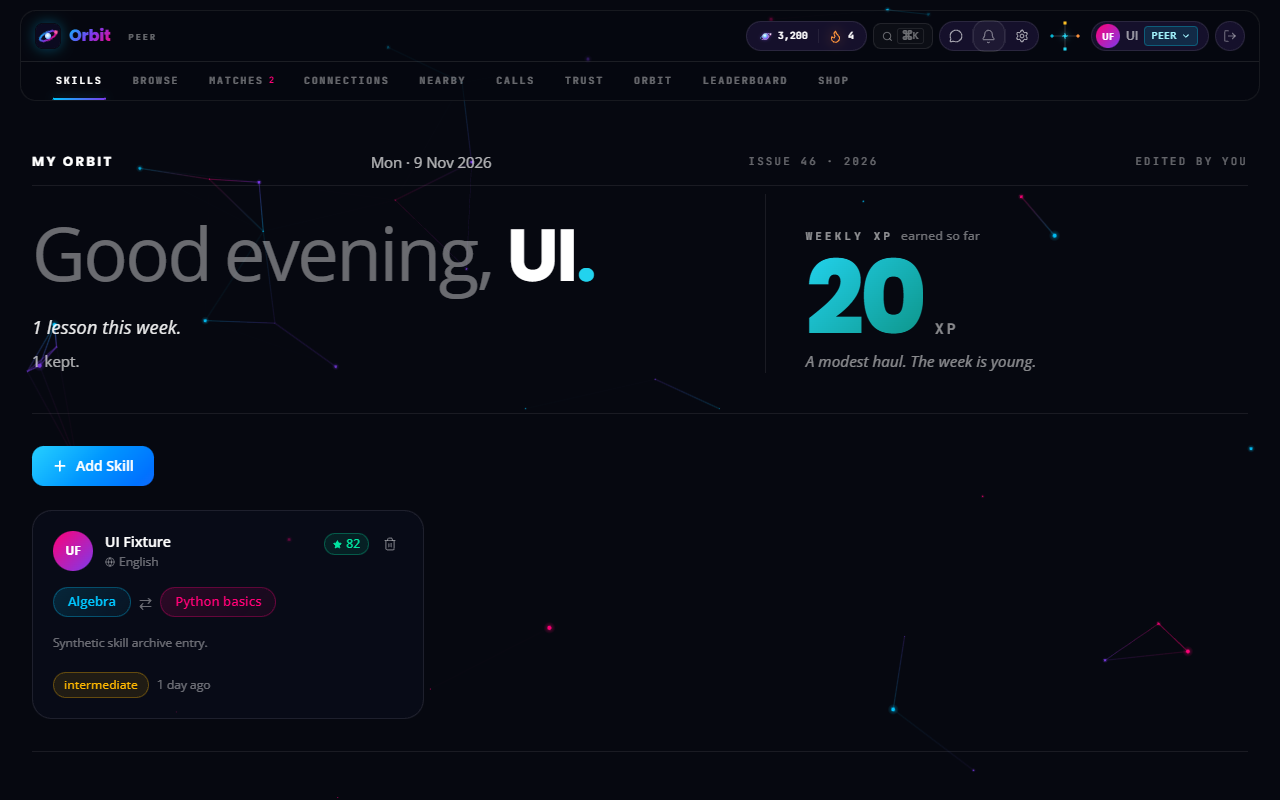 Orbit PEER 3,200 4 ⌘K UF UI PEER
SKILLS BROWSE MATCHES 2 CONNECTIONS NEARBY CALLS TRUST ORBIT LEADERBOARD SHOP
MY ORBIT Mon · 9 Nov 2026 ISSUE 46 · 2026 EDITED BY YOU
Good evening, UI.
1 lesson this week.
1 kept.
WEEKLY XP earned so far
20 XP
A modest haul. The week is young.
+ Add Skill
UF UI Fixture 82
English
Algebra ⇄ Python basics
Synthetic skill archive entry.
intermediate 1 day ago